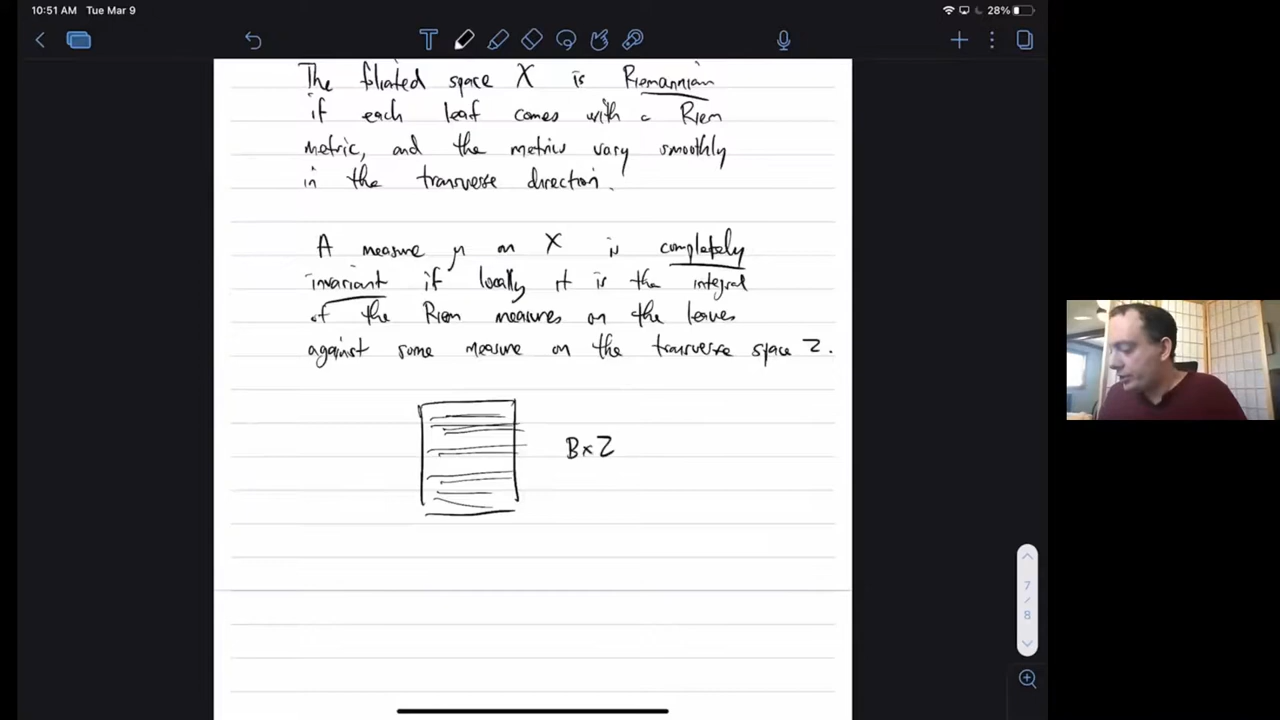 10:51 AM Tue Mar 9
28%
The foliated space X is Riemannian
if each leaf comes with a Riem
metric, and the metrics vary smoothly
in the transverse direction.
A measure μ on X is completely
invariant if locally it is the integral
of the Riem measures on the leaves
against some measure on the transverse space Z.
B×Z
7
/
8